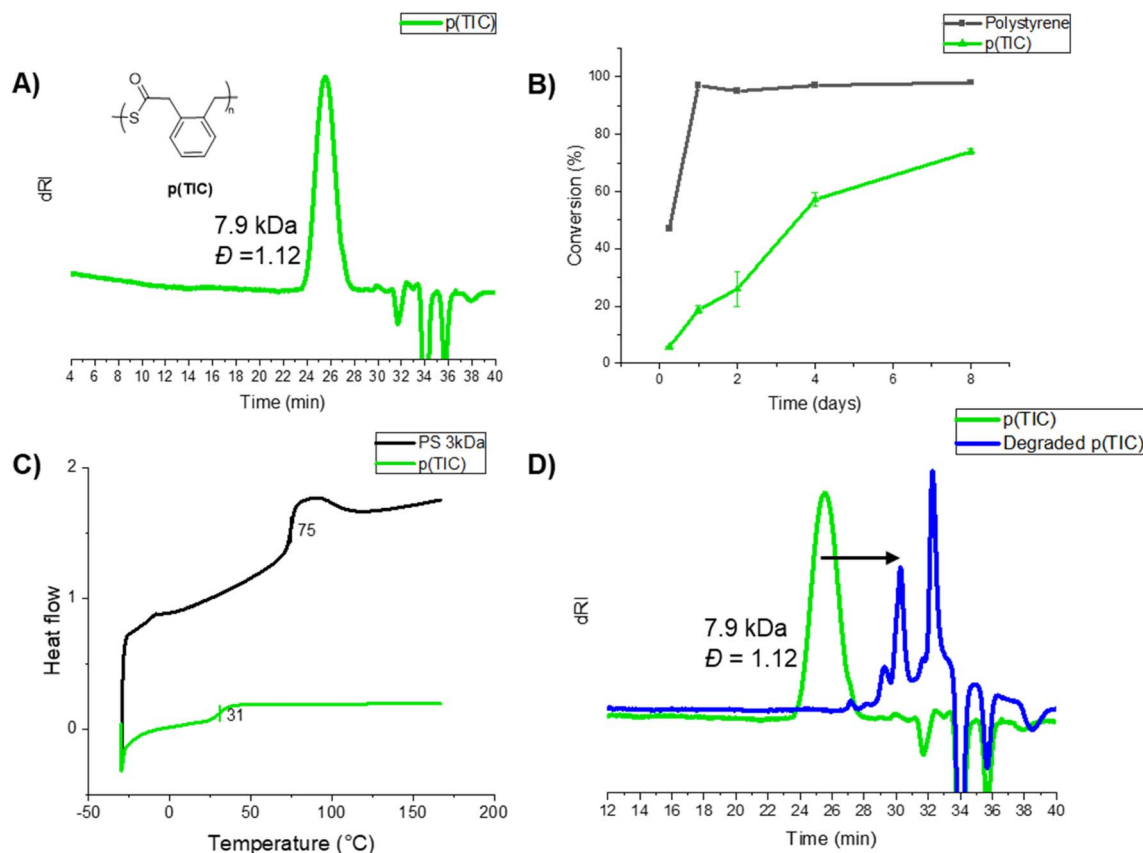 A)
p(TIC)
O
S
n
p(TIC)
7.9 kDa
Đ =1.12
dRI
4 6 8 10 12 14 16 18 20 22 24 26 28 30 32 34 36 38 40
Time (min)
B)
Polystyrene
p(TIC)
100
80
60
40
20
0
Conversion (%)
0 2 4 6 8
Time (days)
C)
PS 3kDa
p(TIC)
2
1
0
Heat flow
75
31
-50 0 50 100 150 200
Temperature (°C)
D)
p(TIC)
Degraded p(TIC)
7.9 kDa
Đ = 1.12
dRI
12 14 16 18 20 22 24 26 28 30 32 34 36 38 40
Time (min)